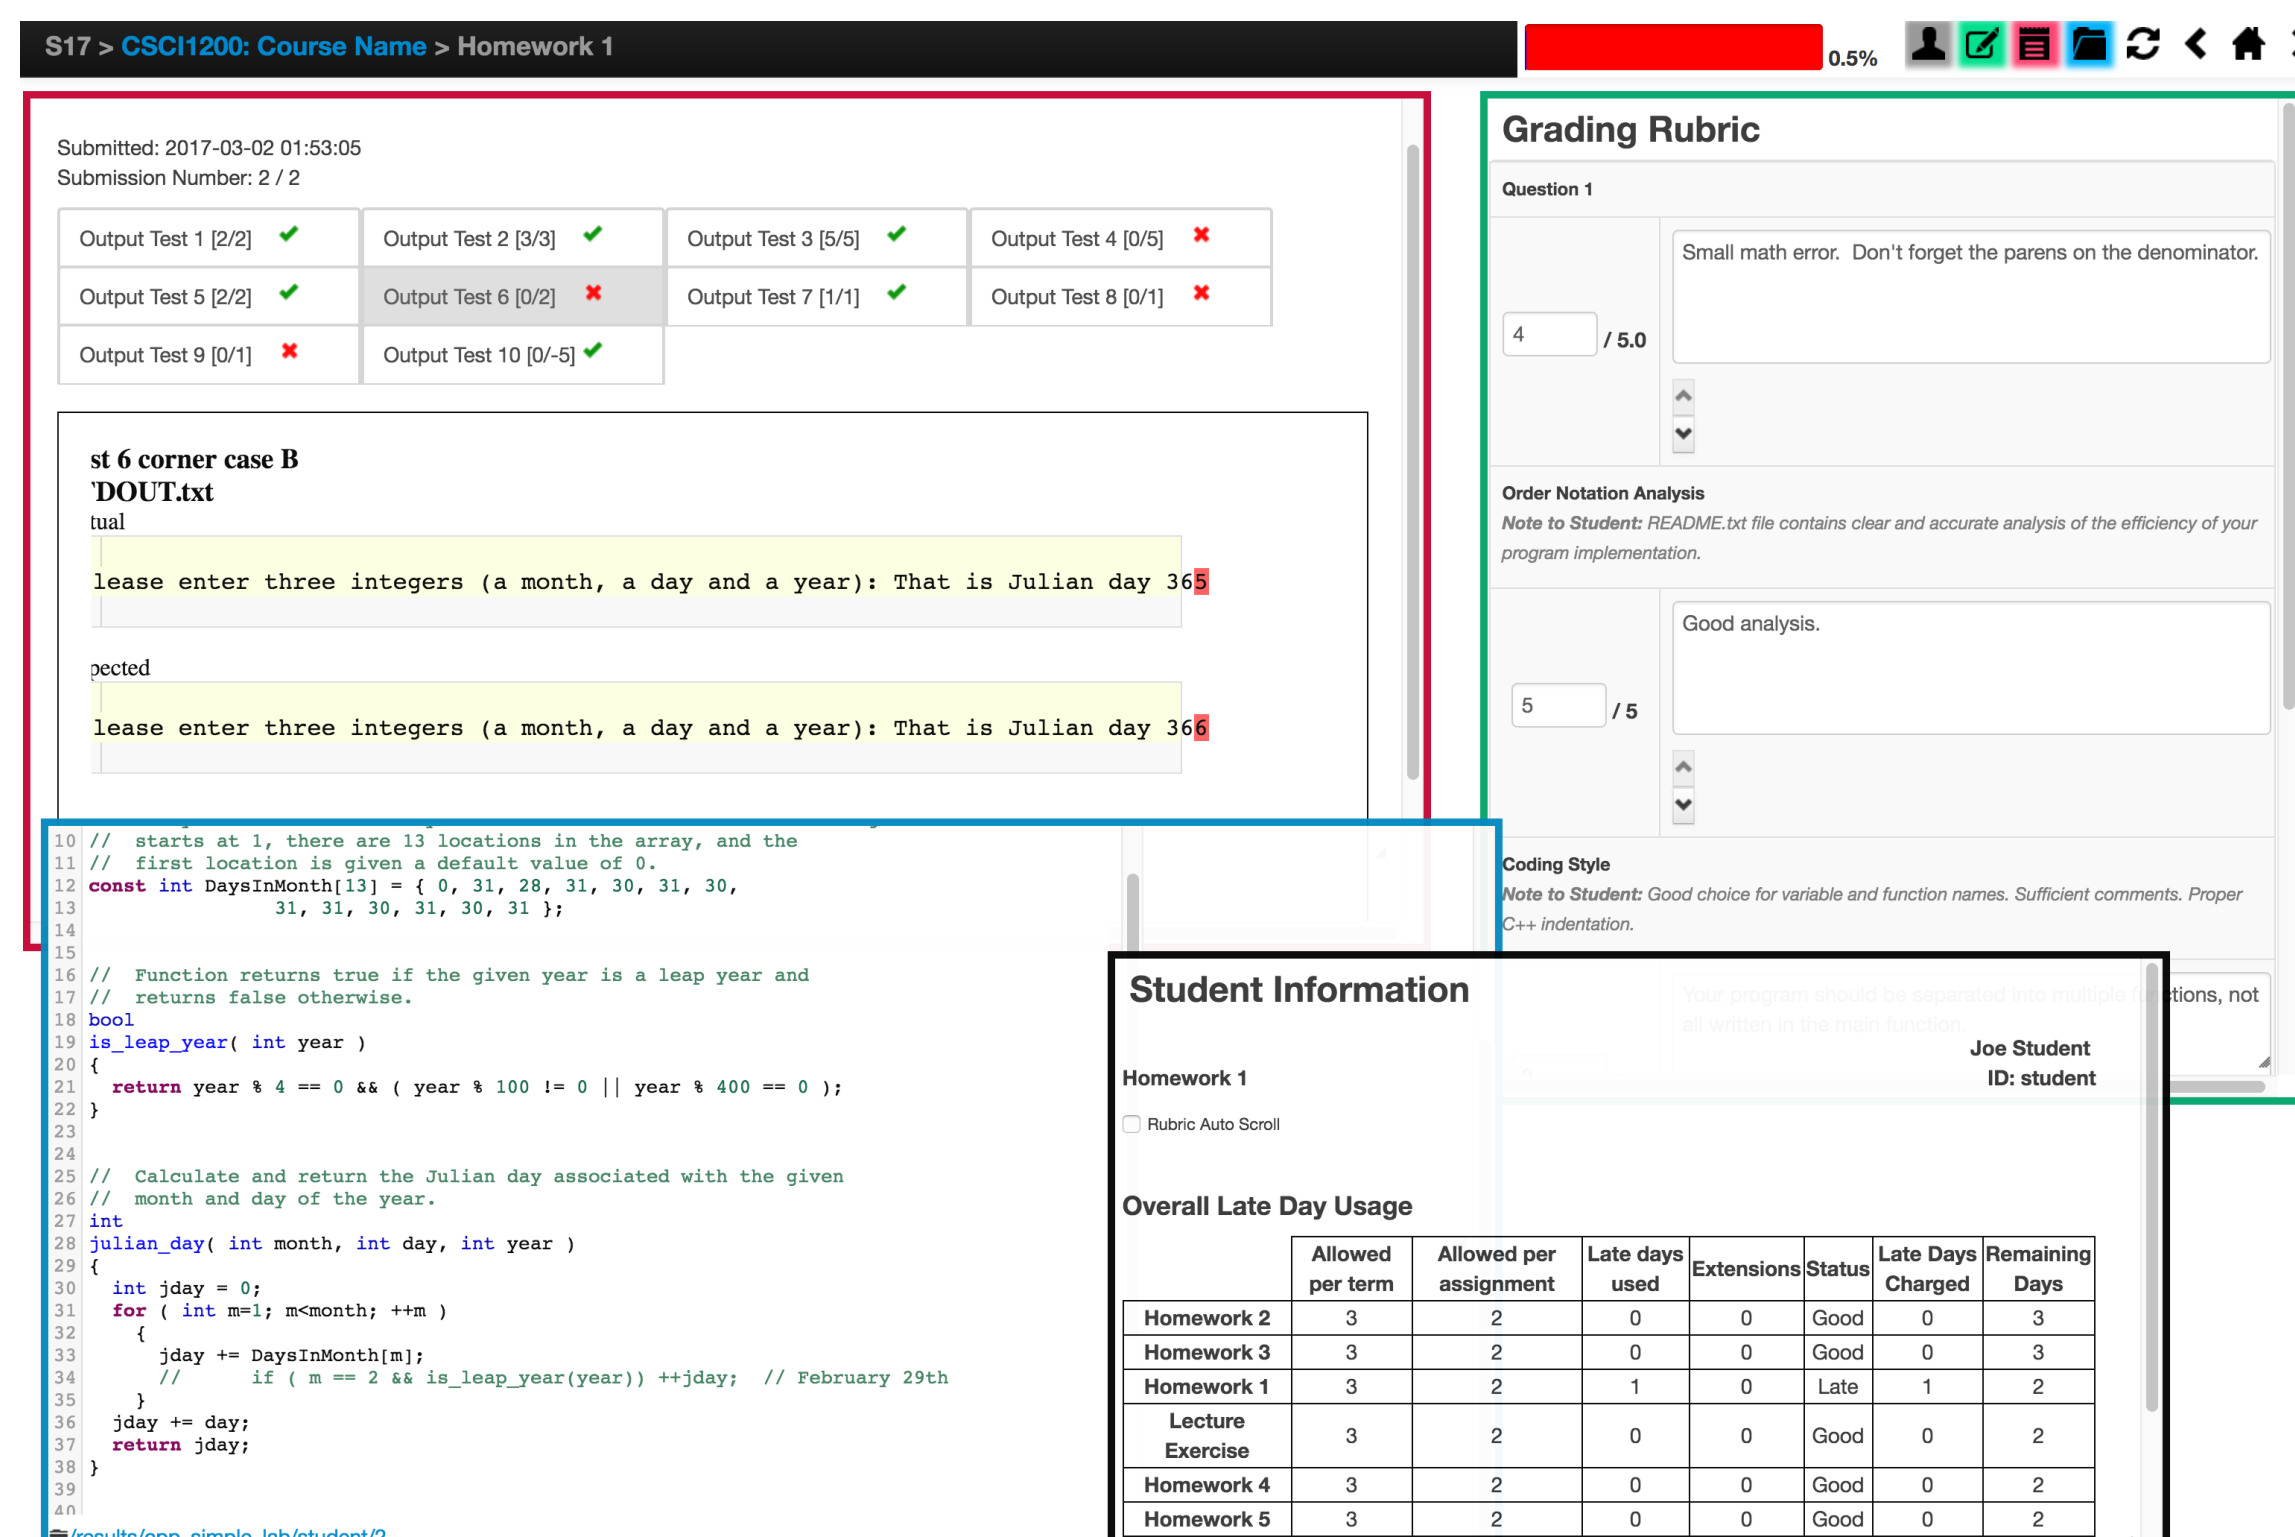 S17 > CSCI1200: Course Name > Homework 1
0.5%
Submitted: 2017-03-02 01:53:05
Submission Number: 2 / 2
Output Test 1 [2/2]
Output Test 2 [3/3]
Output Test 3 [5/5]
Output Test 4 [0/5]
Output Test 5 [2/2]
Output Test 6 [0/2]
Output Test 7 [1/1]
Output Test 8 [0/1]
Output Test 9 [0/1]
Output Test 10 [0/-5]
st 6 corner case B
DOUT.txt
tual
lease enter three integers (a month, a day and a year): That is Julian day 365
pected
lease enter three integers (a month, a day and a year): That is Julian day 366
10 //  starts at 1, there are 13 locations in the array, and the
11 //  first location is given a default value of 0.
12 const int DaysInMonth[13] = { 0, 31, 28, 31, 30, 31, 30,
13                 31, 31, 30, 31, 30, 31 };
14
15
16 //  Function returns true if the given year is a leap year and
17 //  returns false otherwise.
18 bool
19 is_leap_year( int year )
20 {
21   return year % 4 == 0 && ( year % 100 != 0 || year % 400 == 0 );
22 }
23
24
25 //  Calculate and return the Julian day associated with the given
26 //  month and day of the year.
27 int
28 julian_day( int month, int day, int year )
29 {
30   int jday = 0;
31   for ( int m=1; m<month; ++m )
32     {
33       jday += DaysInMonth[m];
34       //      if ( m == 2 && is_leap_year(year)) ++jday;  // February 29th
35     }
36   jday += day;
37   return jday;
38 }
39
40
/results/app_simple_lab/student/2
Grading Rubric
Question 1
4 / 5.0
Small math error.  Don't forget the parens on the denominator.
Order Notation Analysis
Note to Student: README.txt file contains clear and accurate analysis of the efficiency of your
program implementation.
5 / 5
Good analysis.
Coding Style
Note to Student: Good choice for variable and function names. Sufficient comments. Proper
C++ indentation.
Your program should be separated into multiple functions, not
all written in the main function.
Student Information
Joe Student
Homework 1
ID: student
Rubric Auto Scroll
Overall Late Day Usage
Allowed per term Allowed per assignment Late days used Extensions Status Late Days Charged Remaining Days
Homework 2 3 2 0 0 Good 0 3
Homework 3 3 2 0 0 Good 0 3
Homework 1 3 2 1 0 Late 1 2
Lecture Exercise 3 2 0 0 Good 0 2
Homework 4 3 2 0 0 Good 0 2
Homework 5 3 2 0 0 Good 0 2